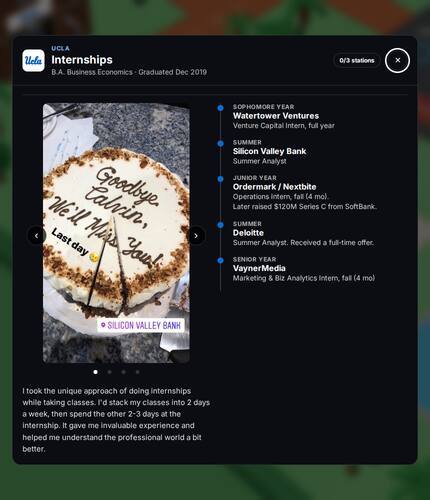 Ucla
UCLA
Internships
B.A. Business Economics · Graduated Dec 2019
0/3 stations
×
Goodbye,
Calvin,
We'll Miss
You!
Last day
SILICON VALLEY BANK
SOPHOMORE YEAR
Watertower Ventures
Venture Capital Intern, full year
SUMMER
Silicon Valley Bank
Summer Analyst
JUNIOR YEAR
Ordermark / Nextbite
Operations Intern, fall (4 mo).
Later raised $120M Series C from SoftBank.
SUMMER
Deloitte
Summer Analyst. Received a full-time offer.
SENIOR YEAR
VaynerMedia
Marketing & Biz Analytics Intern, fall (4 mo)
I took the unique approach of doing internships
while taking classes. I'd stack my classes into 2 days
a week, then spend the other 2-3 days at the
internship. It gave me invaluable experience and
helped me understand the professional world a bit
better.